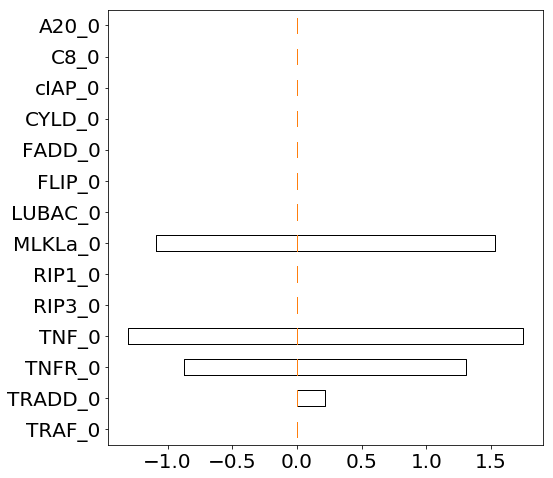 A20_0
C8_0
cIAP_0
CYLD_0
FADD_0
FLIP_0
LUBAC_0
MLKLa_0
RIP1_0
RIP3_0
TNF_0
TNFR_0
TRADD_0
TRAF_0
−1.0 −0.5 0.0 0.5 1.0 1.5